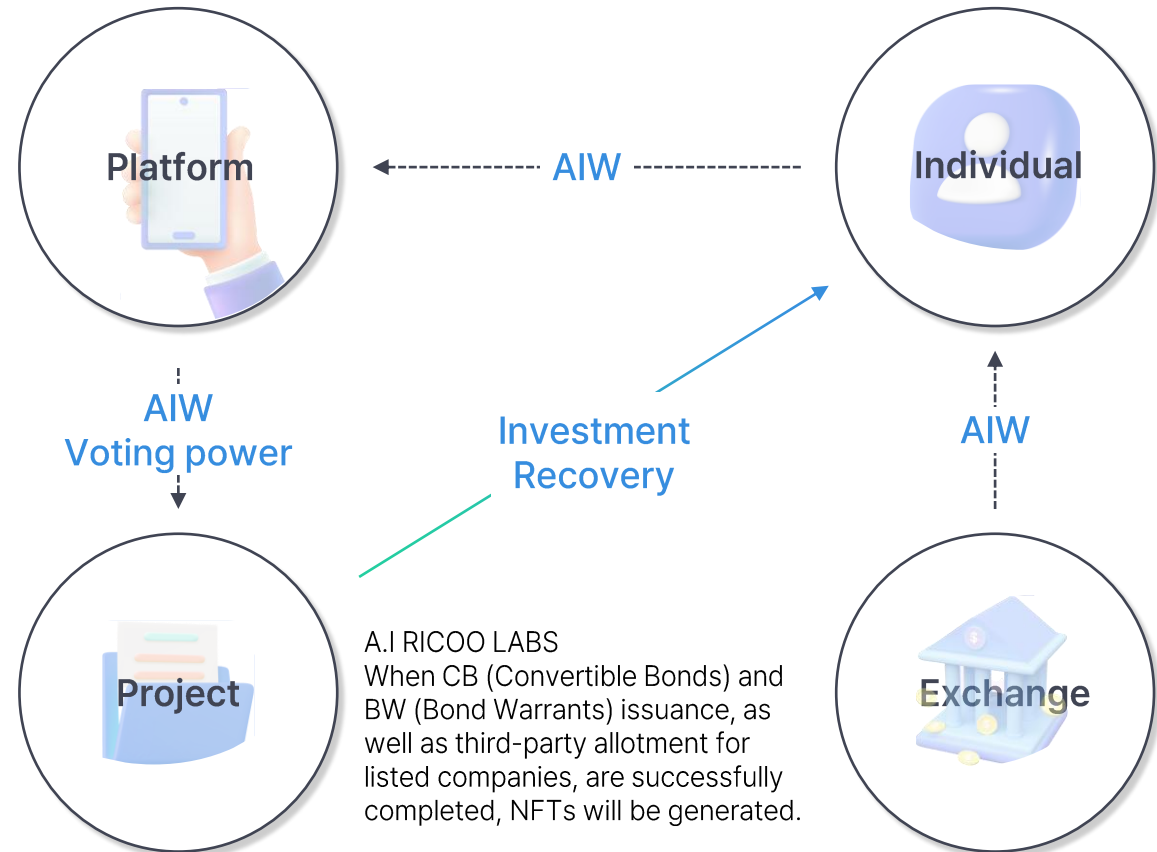 Platform
AIW
Individual
AIW
Voting power
Investment
Recovery
AIW
Project
A.I RICOO LABS
When CB (Convertible Bonds) and
BW (Bond Warrants) issuance, as
well as third-party allotment for
listed companies, are successfully
completed, NFTs will be generated.
Exchange